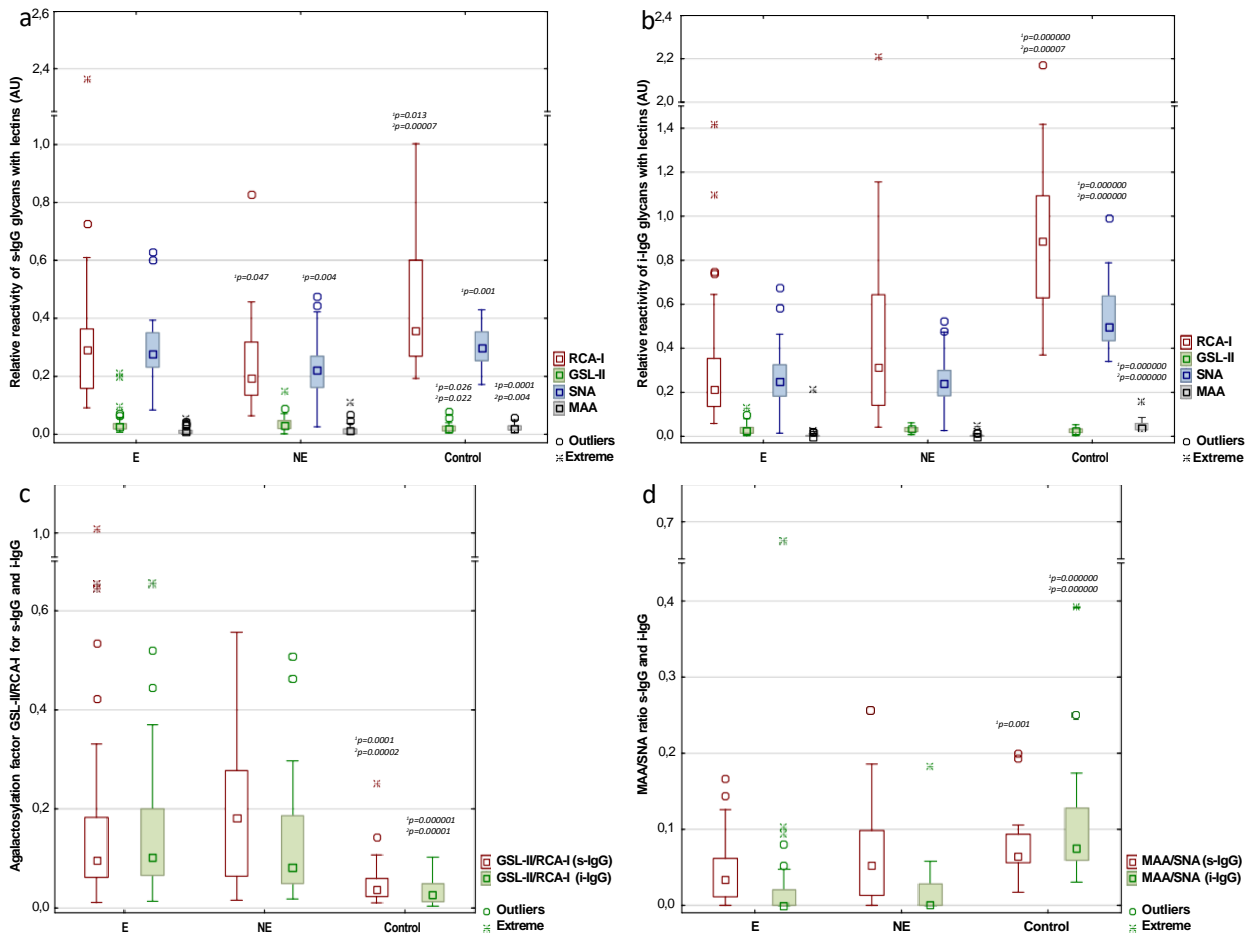 a
Relative reactivity of s-IgG glycans with lectins (AU)
2,6
2,4
1,0
0,8
0,6
0,4
0,2
0,0
¹p=0.047
¹p=0.004
¹p=0.013
²p=0.00007
¹p=0.001
¹p=0.026
²p=0.022
¹p=0.0001
²p=0.004
E
NE
Control
RCA-I
GSL-II
SNA
MAA
Outliers
Extreme
b
Relative reactivity of i-IgG glycans with lectins (AU)
2,4
2,2
2,0
1,4
1,2
1,0
0,8
0,6
0,4
0,2
0,0
¹p=0.000000
²p=0.00007
¹p=0.000000
²p=0.000000
¹p=0.000000
²p=0.000000
E
NE
Control
RCA-I
GSL-II
SNA
MAA
Outliers
Extreme
c
Agalactosylation factor GSL-II/RCA-I for s-IgG and i-IgG
1,0
0,6
0,4
0,2
0,0
¹p=0.0001
²p=0.00002
¹p=0.000001
²p=0.00001
E
NE
Control
GSL-II/RCA-I (s-IgG)
GSL-II/RCA-I (i-IgG)
Outliers
Extreme
d
MAA/SNA ratio s-IgG and i-IgG
0,7
0,4
0,3
0,2
0,1
0,0
¹p=0.001
¹p=0.000000
²p=0.000000
E
NE
Control
MAA/SNA (s-IgG)
MAA/SNA (i-IgG)
Outliers
Extreme